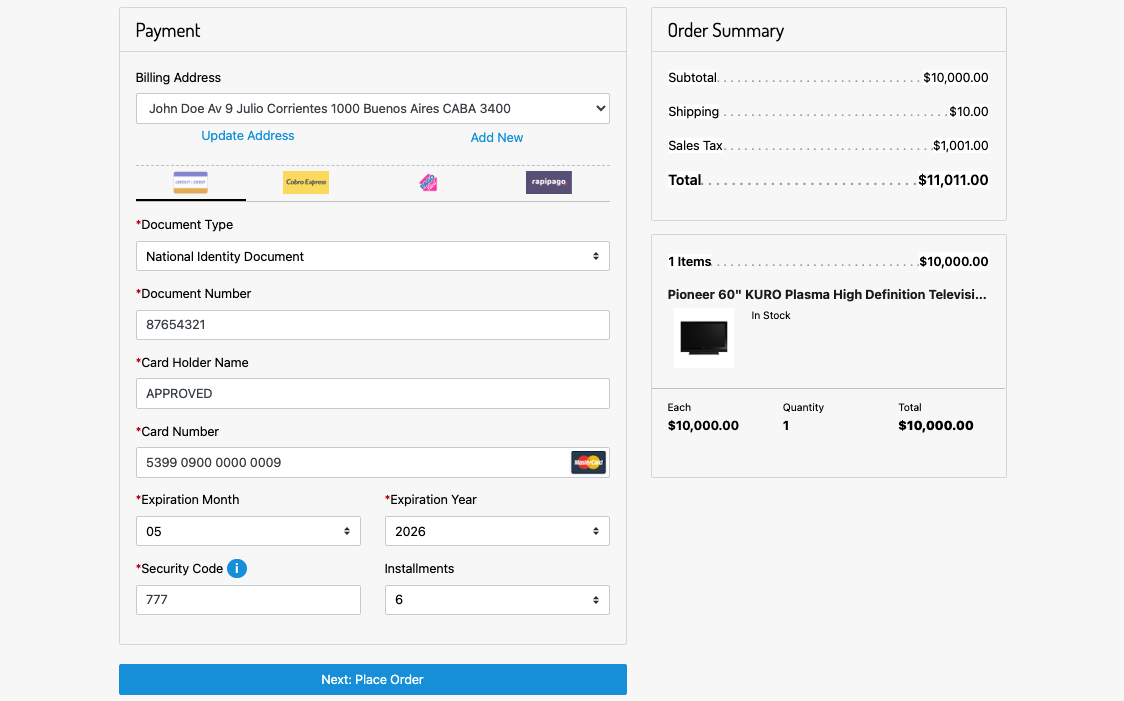 Payment
Billing Address
John Doe Av 9 Julio Corrientes 1000 Buenos Aires CABA 3400
Update Address
Add New
CREDIT / DEBIT
Cobro Express
rapipago
*Document Type
National Identity Document
*Document Number
87654321
*Card Holder Name
APPROVED
*Card Number
5399 0900 0000 0009
MasterCard
*Expiration Month
*Expiration Year
05
2026
*Security Code i
Installments
777
6
Next: Place Order
Order Summary
Subtotal $10,000.00
Shipping $10.00
Sales Tax $1,001.00
Total $11,011.00
1 Items $10,000.00
Pioneer 60" KURO Plasma High Definition Televisi...
In Stock
Each Quantity Total
$10,000.00 1 $10,000.00